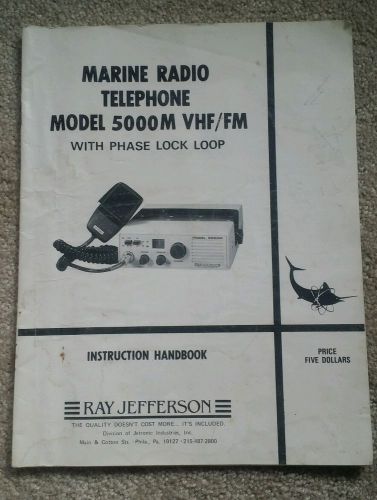 MARINE RADIO
TELEPHONE
MODEL 5000M VHF/FM
WITH PHASE LOCK LOOP
INSTRUCTION HANDBOOK
PRICE
FIVE DOLLARS
RAY JEFFERSON
THE QUALITY DOESN'T COST MORE... IT'S INCLUDED.
Division of Jetronic Industries, Inc.
Main & Cotton Sts. · Phila., Pa. 19127 · 215-487-2800